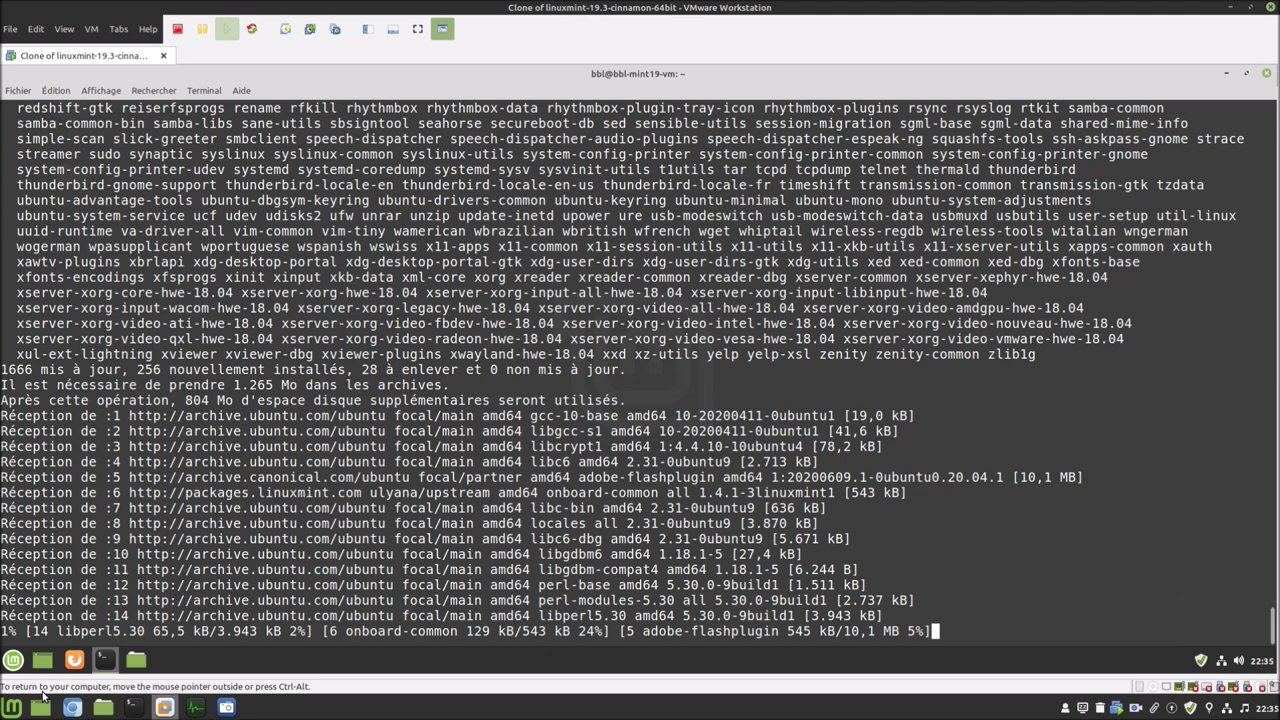 Clone of linuxmint-19.3-cinnamon-64bit - VMware Workstation
File Edit View VM Tabs Help
Clone of linuxmint-19.3-cinna...
bbl@bbl-mint19-vm: ~
Fichier Édition Affichage Rechercher Terminal Aide
redshift-gtk reiserfsprogs rename rfkill rhythmbox rhythmbox-data rhythmbox-plugin-tray-icon rhythmbox-plugins rsync rsyslog rtkit samba-common
samba-common-bin samba-libs sane-utils sbsigntool seahorse secureboot-db sed sensible-utils session-migration sgml-base sgml-data shared-mime-info
simple-scan slick-greeter smbclient speech-dispatcher speech-dispatcher-audio-plugins speech-dispatcher-espeak-ng squashfs-tools ssh-askpass-gnome strace
streamer sudo synaptic syslinux syslinux-common syslinux-utils system-config-printer system-config-printer-common system-config-printer-gnome
system-config-printer-udev systemd systemd-coredump systemd-sysv sysvinit-utils t1utils tar tcpd tcpdump telnet thermald thunderbird
thunderbird-gnome-support thunderbird-locale-en thunderbird-locale-en-us thunderbird-locale-fr timeshift transmission-common transmission-gtk tzdata
ubuntu-advantage-tools ubuntu-dbgsym-keyring ubuntu-drivers-common ubuntu-keyring ubuntu-minimal ubuntu-mono ubuntu-system-adjustments
ubuntu-system-service ucf udev udisks2 ufw unrar unzip update-inetd upower ure usb-modeswitch usb-modeswitch-data usbmuxd usbutils user-setup util-linux
uuid-runtime va-driver-all vim-common vim-tiny wamerican wbrazilian wbritish wfrench wget whiptail wireless-regdb wireless-tools witalian wngerman
wogerman wpasupplicant wportuguese wspanish wswiss x11-apps x11-common x11-session-utils x11-utils x11-xkb-utils x11-xserver-utils xapps-common xauth
xawtv-plugins xbrlapi xdg-desktop-portal xdg-desktop-portal-gtk xdg-user-dirs xdg-user-dirs-gtk xdg-utils xed xed-common xed-dbg xfonts-base
xfonts-encodings xfsprogs xinit xinput xkb-data xml-core xorg xreader xreader-common xreader-dbg xserver-common xserver-xephyr-hwe-18.04
xserver-xorg-core-hwe-18.04 xserver-xorg-hwe-18.04 xserver-xorg-input-all-hwe-18.04 xserver-xorg-input-libinput-hwe-18.04
xserver-xorg-input-wacom-hwe-18.04 xserver-xorg-legacy-hwe-18.04 xserver-xorg-video-all-hwe-18.04 xserver-xorg-video-amdgpu-hwe-18.04
xserver-xorg-video-ati-hwe-18.04 xserver-xorg-video-fbdev-hwe-18.04 xserver-xorg-video-intel-hwe-18.04 xserver-xorg-video-nouveau-hwe-18.04
xserver-xorg-video-qxl-hwe-18.04 xserver-xorg-video-radeon-hwe-18.04 xserver-xorg-video-vesa-hwe-18.04 xserver-xorg-video-vmware-hwe-18.04
xul-ext-lightning xviewer xviewer-dbg xviewer-plugins xwayland-hwe-18.04 xxd xz-utils yelp yelp-xsl zenity zenity-common zlib1g
1666 mis à jour, 256 nouvellement installés, 28 à enlever et 0 non mis à jour.
Il est nécessaire de prendre 1.265 Mo dans les archives.
Après cette opération, 804 Mo d'espace disque supplémentaires seront utilisés.
Réception de :1 http://archive.ubuntu.com/ubuntu focal/main amd64 gcc-10-base amd64 10-20200411-0ubuntu1 [19,0 kB]
Réception de :2 http://archive.ubuntu.com/ubuntu focal/main amd64 libgcc-s1 amd64 10-20200411-0ubuntu1 [41,6 kB]
Réception de :3 http://archive.ubuntu.com/ubuntu focal/main amd64 libcrypt1 amd64 1:4.4.10-10ubuntu4 [78,2 kB]
Réception de :4 http://archive.ubuntu.com/ubuntu focal/main amd64 libc6 amd64 2.31-0ubuntu9 [2.713 kB]
Réception de :5 http://archive.canonical.com/ubuntu focal/partner amd64 adobe-flashplugin amd64 1:20200609.1-0ubuntu0.20.04.1 [10,1 MB]
Réception de :6 http://packages.linuxmint.com ulyana/upstream amd64 onboard-common all 1.4.1-3linuxmint1 [543 kB]
Réception de :7 http://archive.ubuntu.com/ubuntu focal/main amd64 libc-bin amd64 2.31-0ubuntu9 [636 kB]
Réception de :8 http://archive.ubuntu.com/ubuntu focal/main amd64 locales all 2.31-0ubuntu9 [3.870 kB]
Réception de :9 http://archive.ubuntu.com/ubuntu focal/main amd64 libc6-dbg amd64 2.31-0ubuntu9 [5.671 kB]
Réception de :10 http://archive.ubuntu.com/ubuntu focal/main amd64 libgdbm6 amd64 1.18.1-5 [27,4 kB]
Réception de :11 http://archive.ubuntu.com/ubuntu focal/main amd64 libgdbm-compat4 amd64 1.18.1-5 [6.244 B]
Réception de :12 http://archive.ubuntu.com/ubuntu focal/main amd64 perl-base amd64 5.30.0-9build1 [1.511 kB]
Réception de :13 http://archive.ubuntu.com/ubuntu focal/main amd64 perl-modules-5.30 all 5.30.0-9build1 [2.737 kB]
Réception de :14 http://archive.ubuntu.com/ubuntu focal/main amd64 libperl5.30 amd64 5.30.0-9build1 [3.943 kB]
1% [14 libperl5.30 65,5 kB/3.943 kB 2%] [6 onboard-common 129 kB/543 kB 24%] [5 adobe-flashplugin 545 kB/10,1 MB 5%]
22:35
To return to your computer, move the mouse pointer outside or press Ctrl-Alt.
22:35